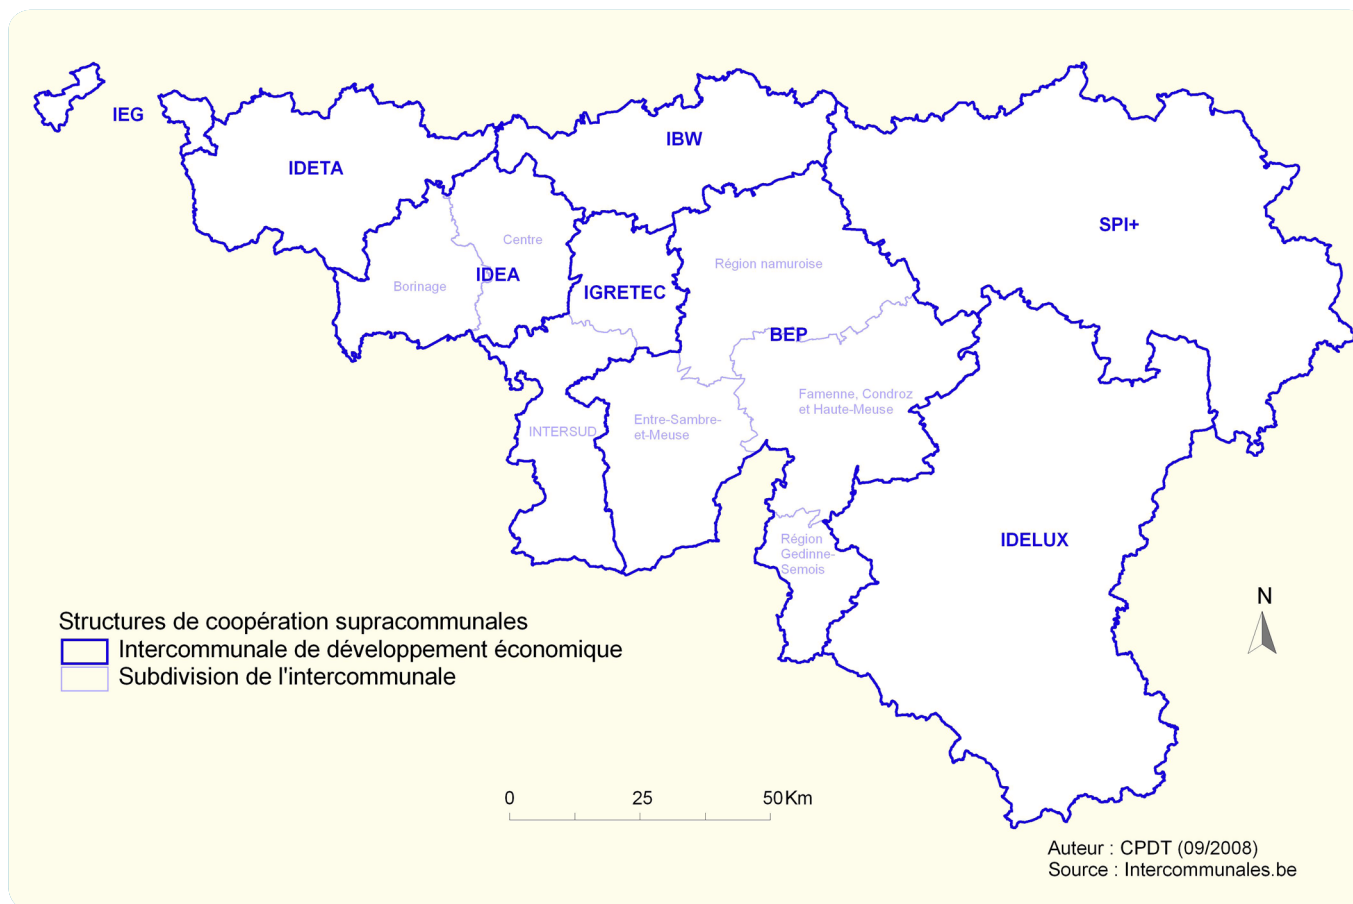 IEG
IBW
IDETA
SPI+
Centre
Région namuroise
IDEA
Borinage
IGRETEC
BEP
Famenne, Condroz
et Haute-Meuse
Entre-Sambre-
et-Meuse
INTERSUD
Région
Gedinne-
Semois
IDELUX
N
Structures de coopération supracommunales
Intercommunale de développement économique
Subdivision de l'intercommunale
0 25 50Km
Auteur : CPDT (09/2008)
Source : Intercommunales.be